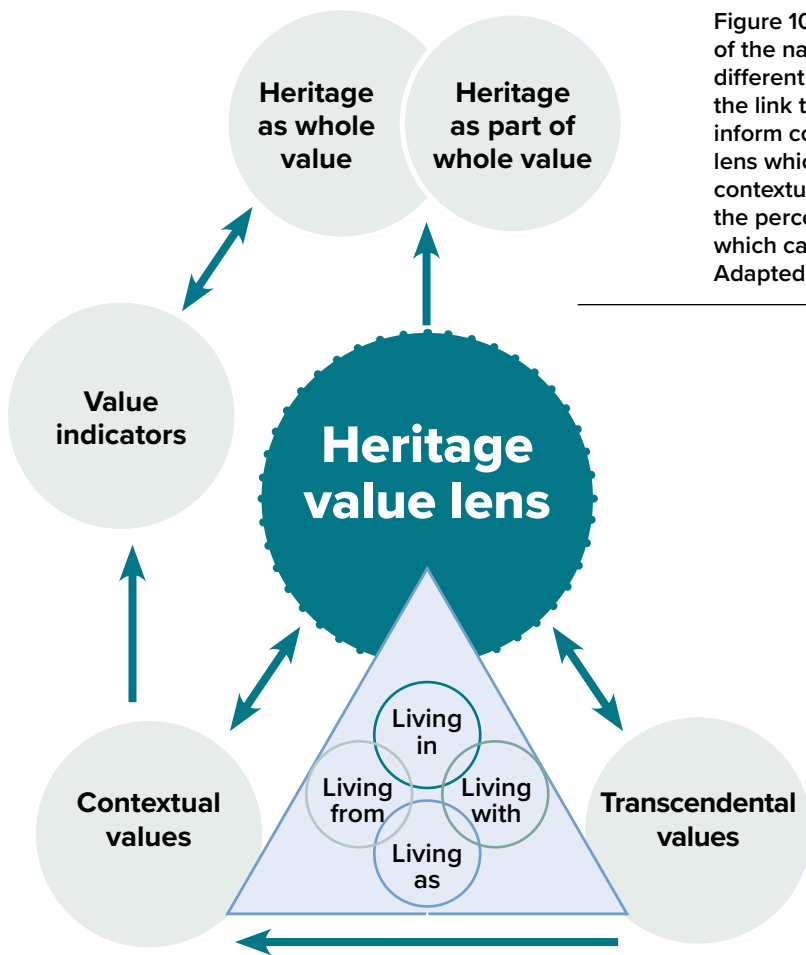 Heritage
as whole
value
Heritage
as part of
whole value
Figure 10
of the na
different
the link t
inform co
lens whic
contextu
the perce
which ca
Adapted
Value
indicators
Heritage
value lens
Living
in
Living
from
Living
with
Living
as
Contextual
values
Transcendental
values